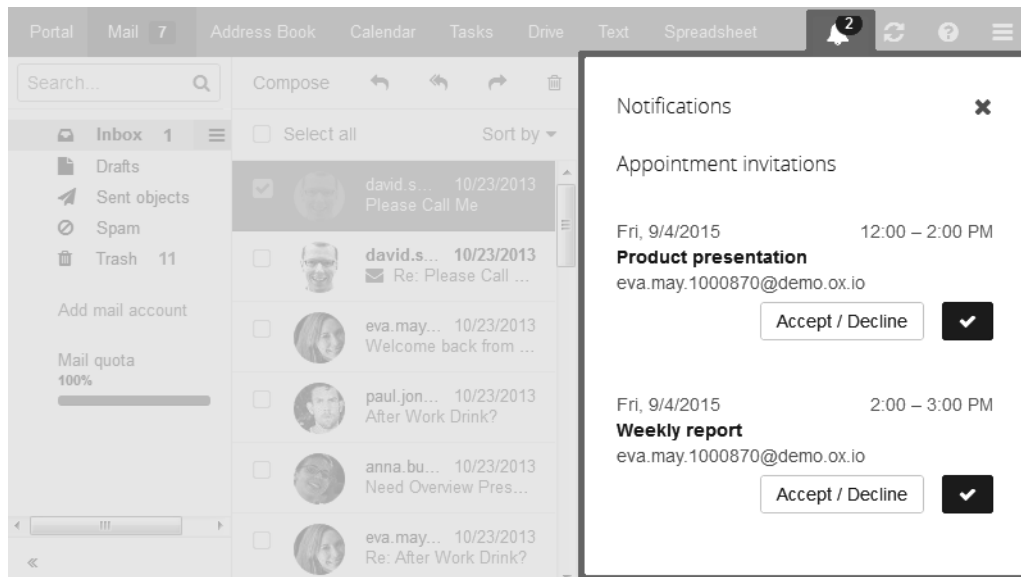 Portal Mail 7 Address Book Calendar Tasks Drive Text Spreadsheet 2
Search...
Inbox 1
Drafts
Sent objects
Spam
Trash 11
Add mail account
Mail quota
100%
Compose
Select all Sort by
david.s... 10/23/2013
Please Call Me
david.s... 10/23/2013
Re: Please Call ...
eva.may... 10/23/2013
Welcome back from ...
paul.jon... 10/23/2013
After Work Drink?
anna.bu... 10/23/2013
Need Overview Pres...
eva.may... 10/23/2013
Re: After Work Drink?
Notifications
Appointment invitations
Fri, 9/4/2015 12:00 – 2:00 PM
Product presentation
eva.may.1000870@demo.ox.io
Accept / Decline
Fri, 9/4/2015 2:00 – 3:00 PM
Weekly report
eva.may.1000870@demo.ox.io
Accept / Decline